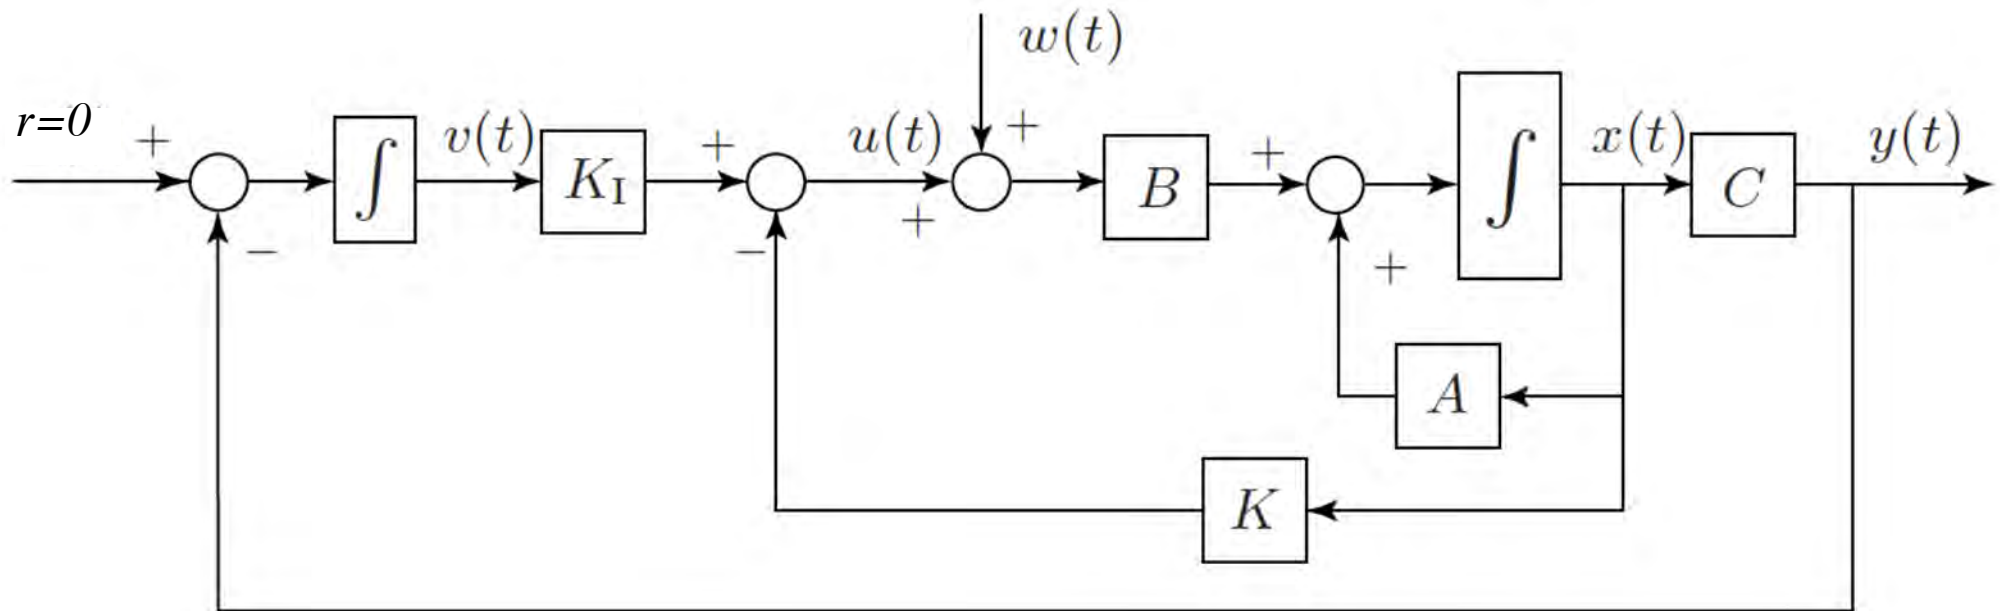 w(t)
r=0
+
v(t)
+
u(t)
+
+
x(t)
y(t)
∫
K_I
B
∫
C
−
−
+
+
A
K